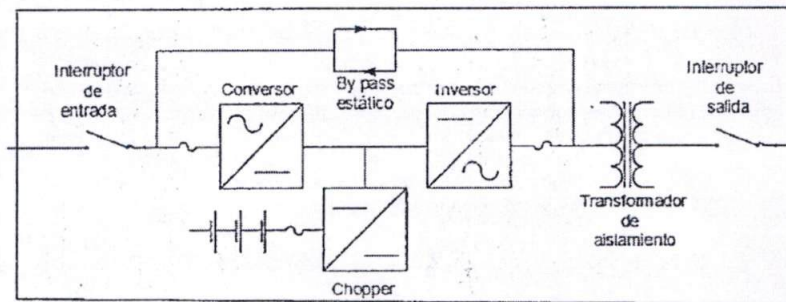 Interruptor
de
entrada
Conversor
By pass
estático
Inversor
Interruptor
de
salida
Transformador
de
aislamiento
Chopper